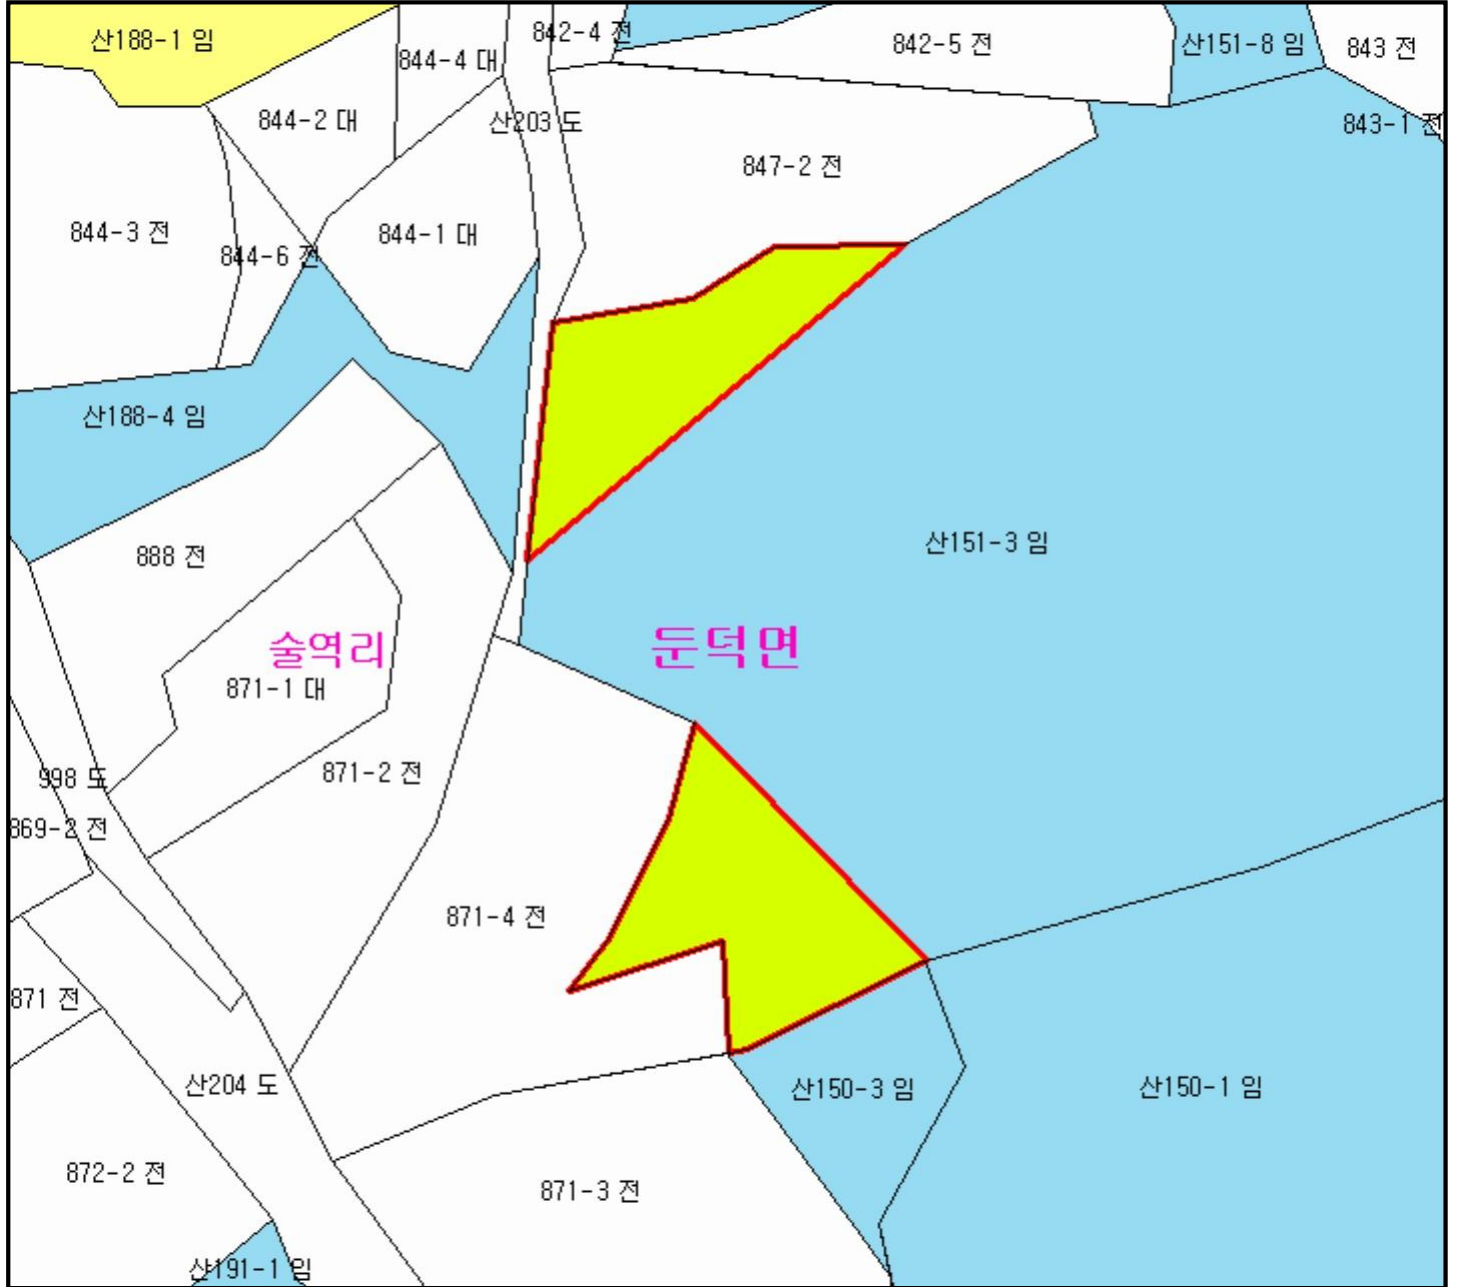 산188-1 임
844-4 대
842-4 전
842-5 전
산151-8 임
843 전
844-2 대
산203 도
843-1 전
847-2 전
844-3 전
844-6 전
844-1 대
산188-4 임
888 전
산151-3 임
술역리
둔덕면
871-1 대
871-2 전
998 도
869-2 전
871-4 전
871 전
산204 도
산150-3 임
산150-1 임
872-2 전
871-3 전
산191-1 임